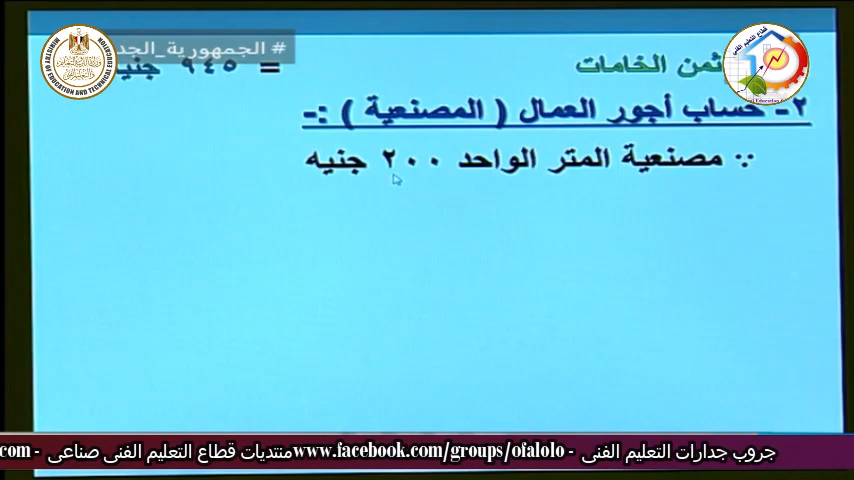 # الجمهورية_الجد
ثمن الخامات = ٩٤٥ جنيه
٢- حساب أجور العمال ( المصنعية ) :-
∵ مصنعية المتر الواحد ٢٠٠ جنيه
جروب جدارات التعليم الفنى - www.facebook.com/groups/ofalolo منتديات قطاع التعليم الفنى صناعى - com